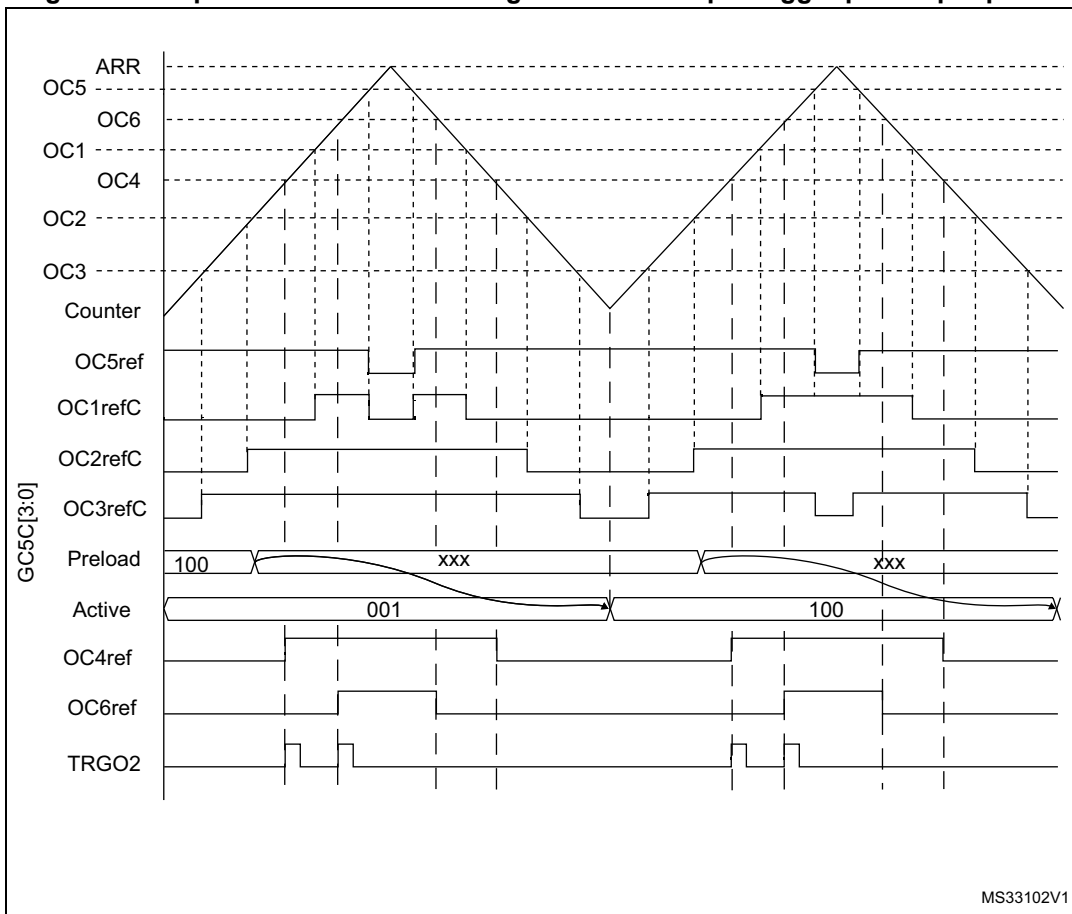 ARR
OC5
OC6
OC1
OC4
OC2
OC3
Counter
OC5ref
OC1refC
OC2refC
OC3refC
GC5C[3:0]
Preload
100
xxx
xxx
Active
001
100
OC4ref
OC6ref
TRGO2
MS33102V1